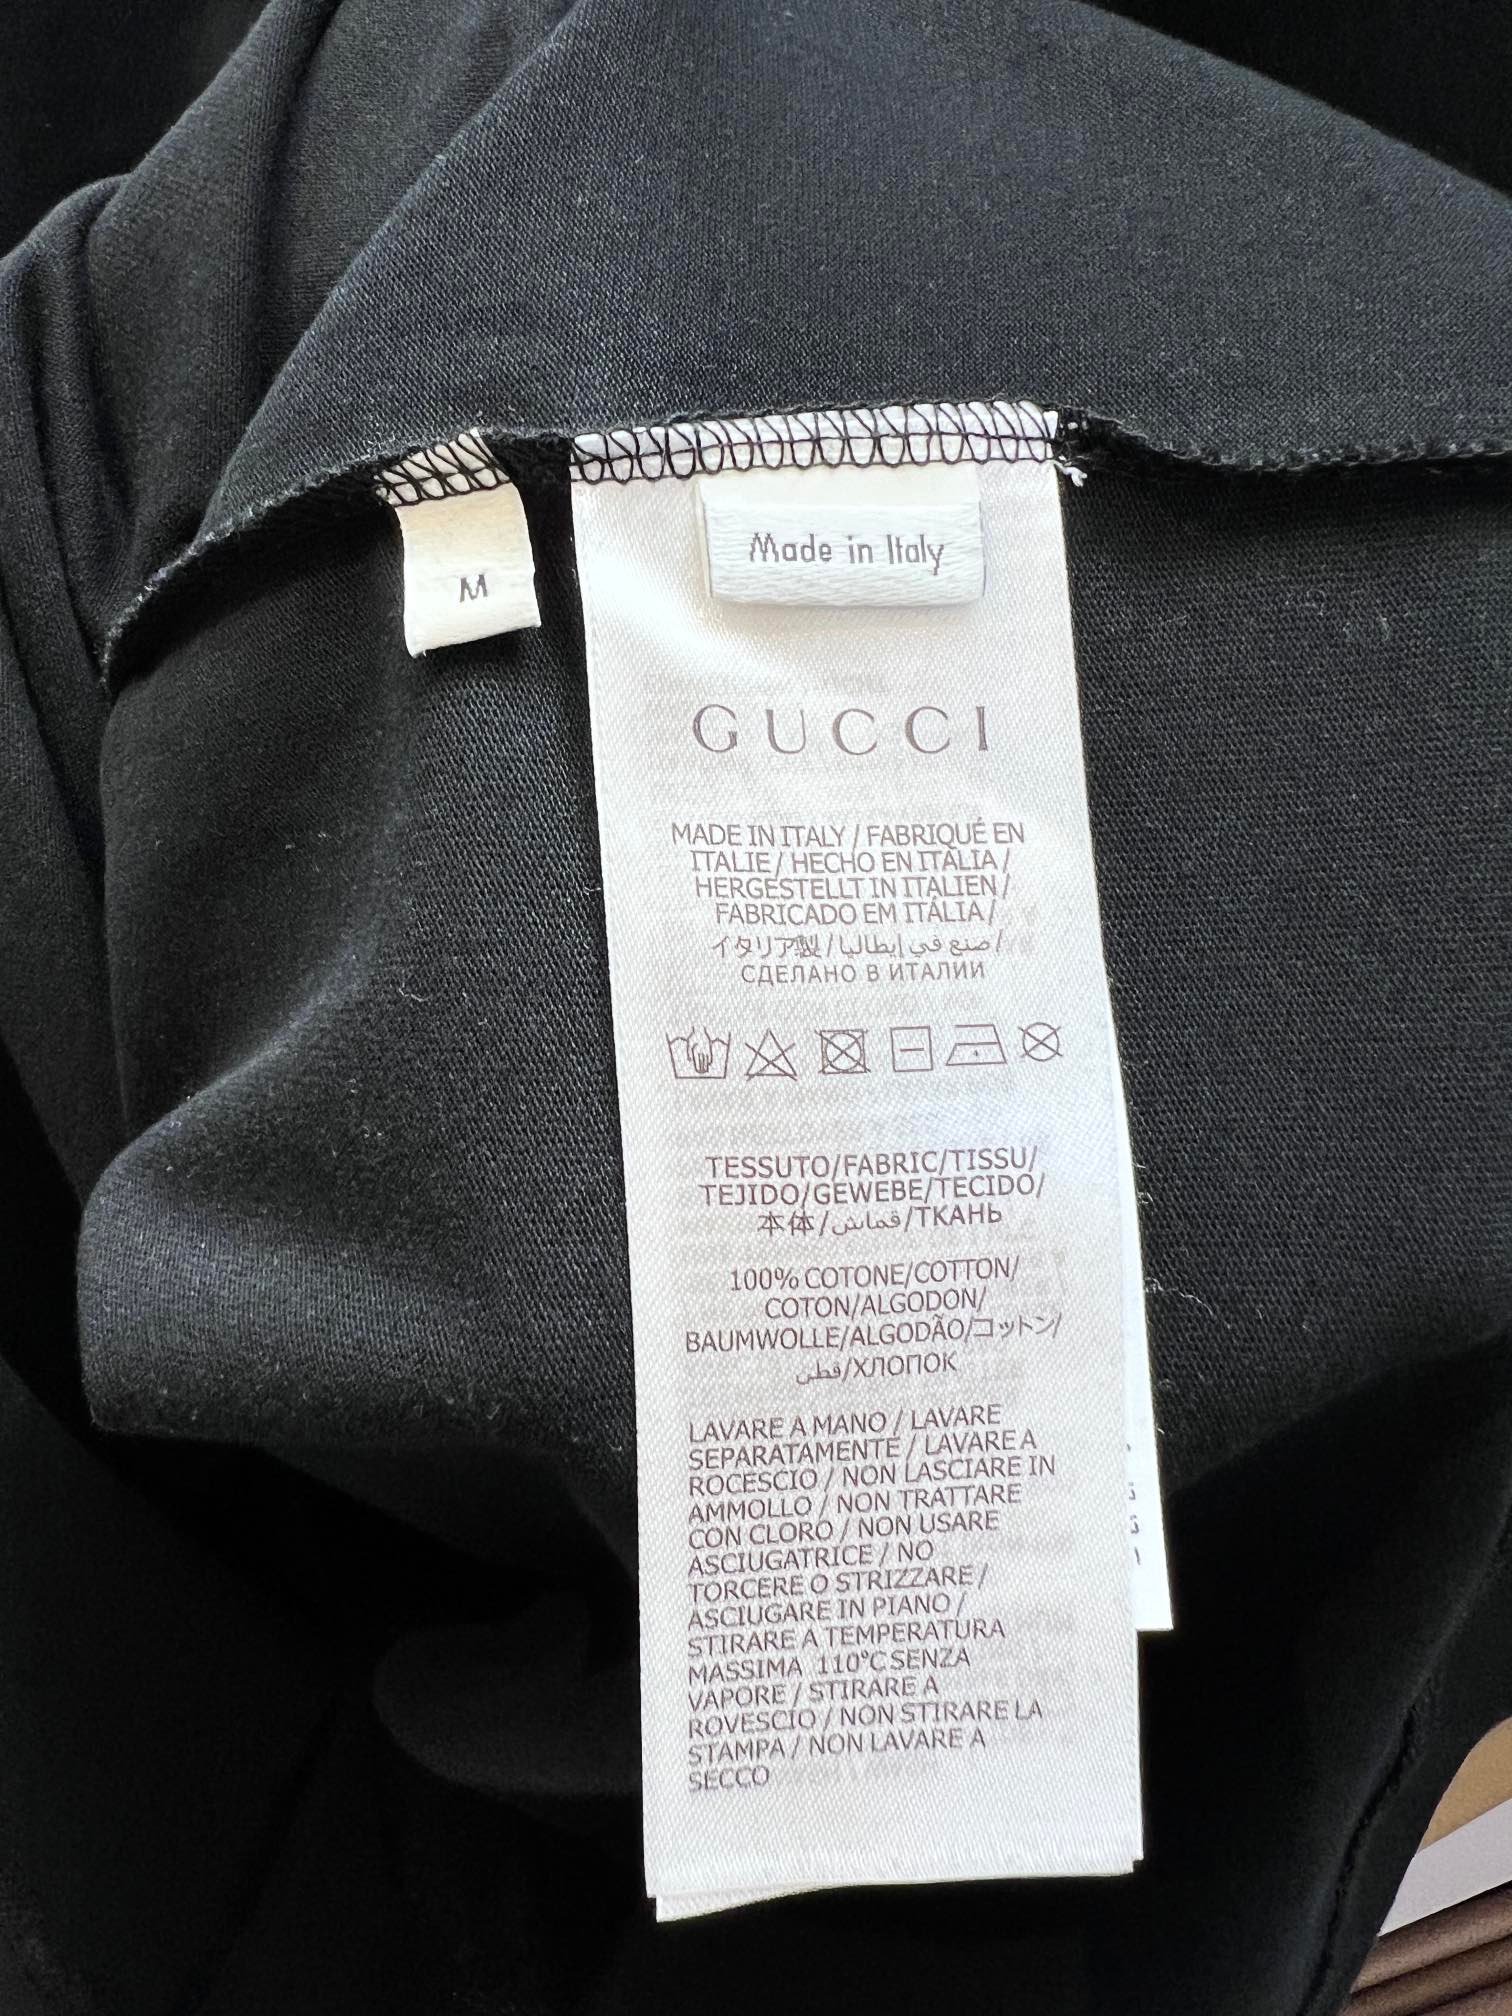 M
Made in Italy
GUCCI
MADE IN ITALY / FABRIQUÉ EN
ITALIE / HECHO EN ITALIA /
HERGESTELLT IN ITALIEN /
FABRICADO EM ITÁLIA /
イタリア製 / صنع في إيطاليا /
СДЕЛАНО В ИТАЛИИ
TESSUTO/FABRIC/TISSU/
TEJIDO/GEWEBE/TECIDO/
本体/قماش/ТКАНЬ
100% COTONE/COTTON/
COTON/ALGODON/
BAUMWOLLE/ALGODÃO/コットン/
قطن/ХЛОПОК
LAVARE A MANO / LAVARE
SEPARATAMENTE / LAVARE A
ROCESCIO / NON LASCIARE IN
AMMOLLO / NON TRATTARE
CON CLORO / NON USARE
ASCIUGATRICE / NO
TORCERE O STRIZZARE /
ASCIUGARE IN PIANO /
STIRARE A TEMPERATURA
MASSIMA 110°C SENZA
VAPORE / STIRARE A
ROVESCIO / NON STIRARE LA
STAMPA / NON LAVARE A
SECCO